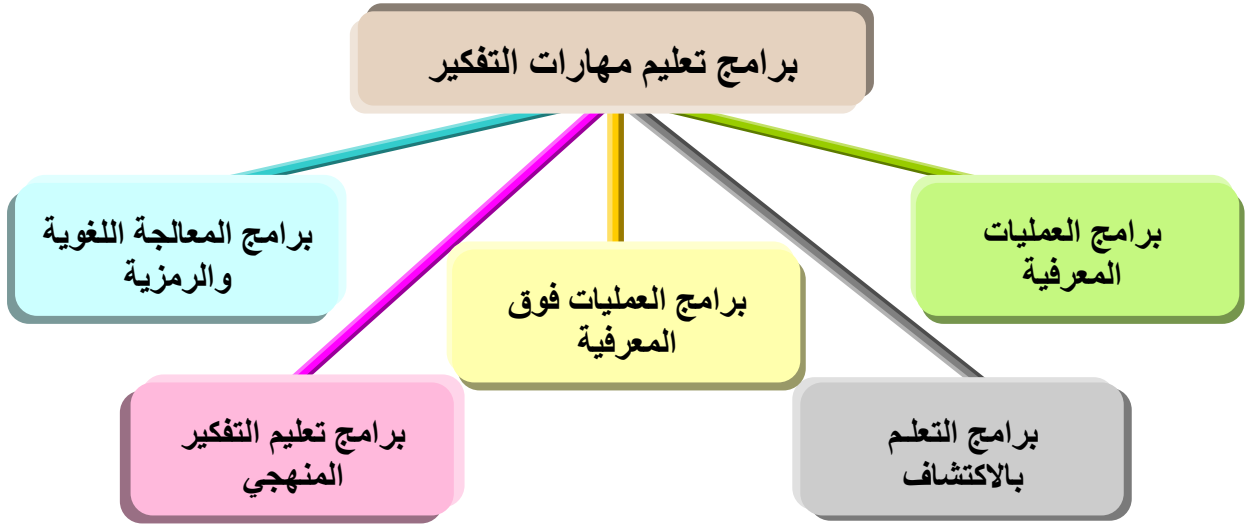 برامج تعليم مهارات التفكير
برامج العمليات
المعرفية
برامج المعالجة اللغوية
والرمزية
برامج العمليات فوق
المعرفية
برامج التعلم
بالاكتشاف
برامج تعليم التفكير
المنهجي